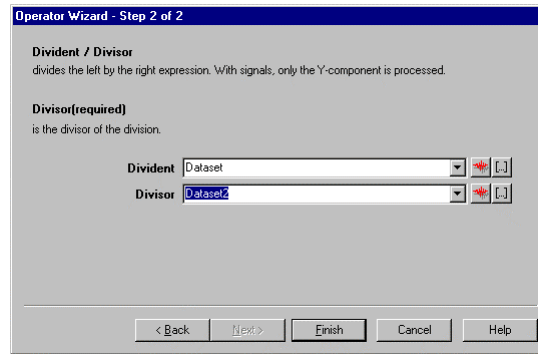 Operator Wizard - Step 2 of 2
Divident / Divisor
divides the left by the right expression. With signals, only the Y-component is processed.
Divisor(required)
is the divisor of the division.
Divident Dataset [...]
Divisor Dataset2 [...]
< Back Next > Finish Cancel Help